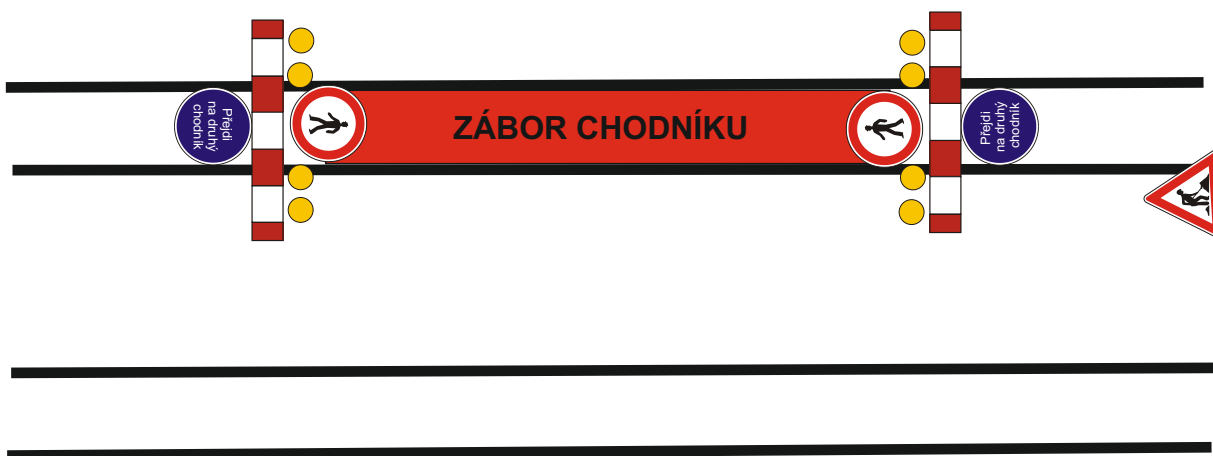 Přejdi
na druhý
chodník
ZÁBOR CHODNÍKU
Přejdi
na druhý
chodník